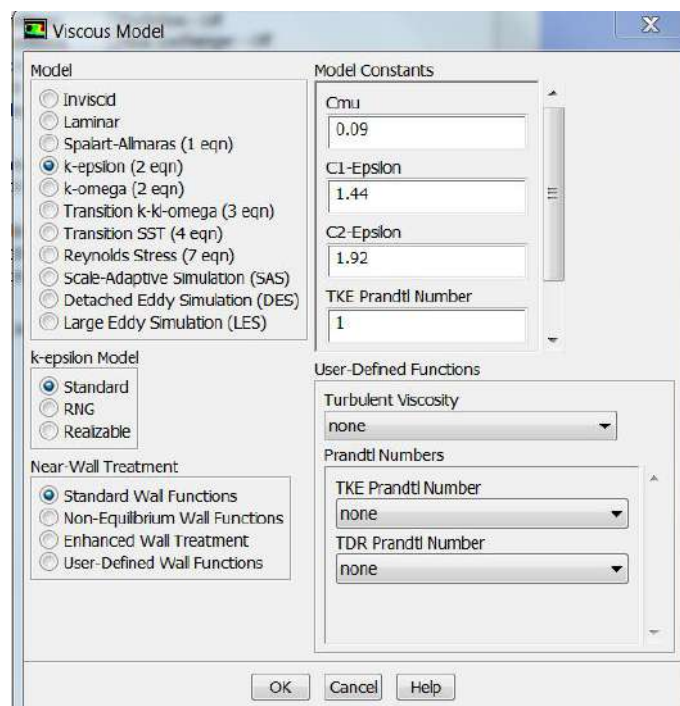 Viscous Model
Model
Inviscid
Laminar
Spalart-Allmaras (1 eqn)
k-epsilon (2 eqn)
k-omega (2 eqn)
Transition k-kl-omega (3 eqn)
Transition SST (4 eqn)
Reynolds Stress (7 eqn)
Scale-Adaptive Simulation (SAS)
Detached Eddy Simulation (DES)
Large Eddy Simulation (LES)
k-epsilon Model
Standard
RNG
Realizable
Near-Wall Treatment
Standard Wall Functions
Non-Equilibrium Wall Functions
Enhanced Wall Treatment
User-Defined Wall Functions
Model Constants
Cmu
0.09
C1-Epsilon
1.44
C2-Epsilon
1.92
TKE Prandtl Number
1
User-Defined Functions
Turbulent Viscosity
none
Prandtl Numbers
TKE Prandtl Number
none
TDR Prandtl Number
none
OK
Cancel
Help